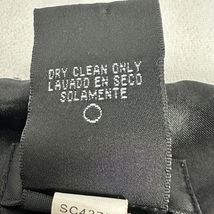 DRY CLEAN ONLY
LAVADO EN SECO
SOLAMENTE